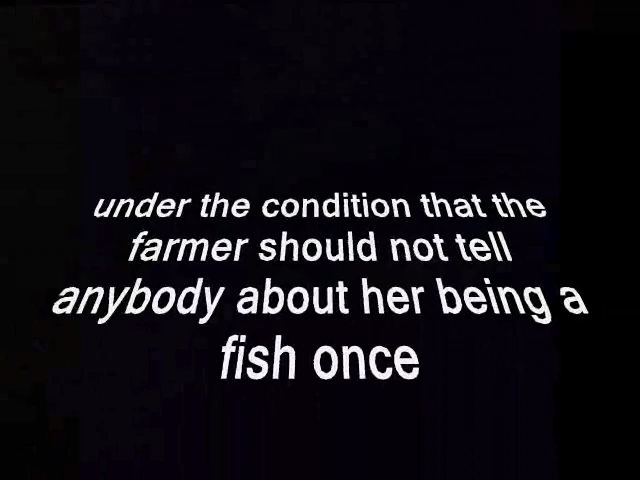 under the condition that the
farmer should not tell
anybody about her being a
fish once